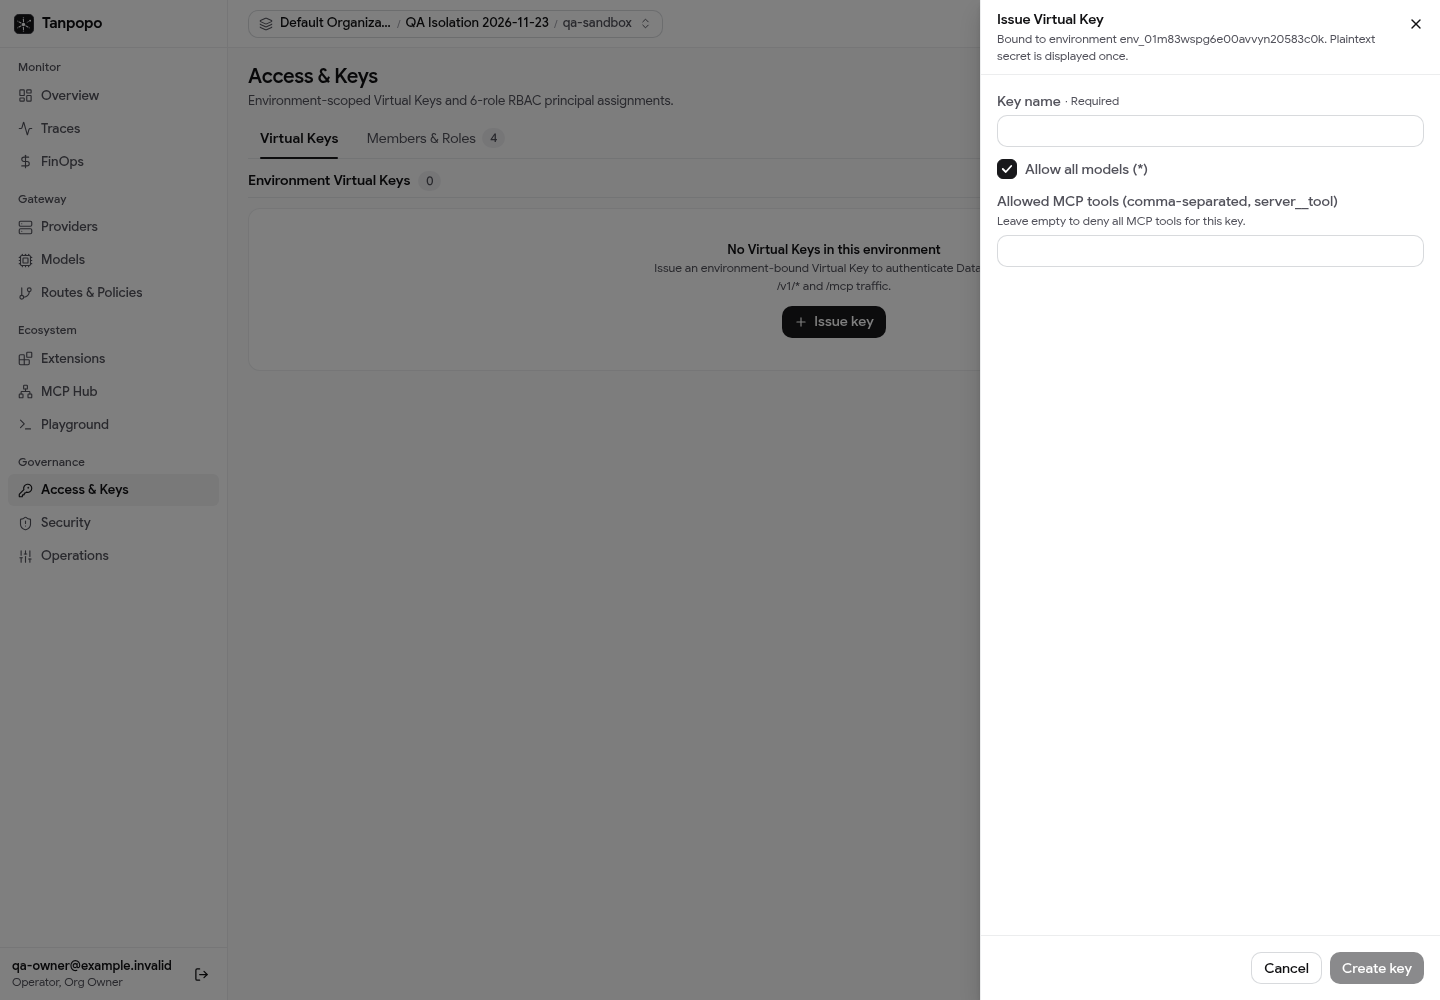 Tanpopo
Monitor
Overview
Traces
FinOps
Gateway
Providers
Models
Routes & Policies
Ecosystem
Extensions
MCP Hub
Playground
Governance
Access & Keys
Security
Operations
qa-owner@example.invalid
Operator, Org Owner
Default Organiza... / QA Isolation 2026-11-23 / qa-sandbox
Access & Keys
Environment-scoped Virtual Keys and 6-role RBAC principal assignments.
Virtual Keys Members & Roles 4
Environment Virtual Keys 0
No Virtual Keys in this environment
Issue an environment-bound Virtual Key to authenticate Data
/v1/* and /mcp traffic.
Issue key
Issue Virtual Key
Bound to environment env_01m83wspg6e00avvyn20583c0k. Plaintext
secret is displayed once.
Key name · Required
Allow all models (*)
Allowed MCP tools (comma-separated, server__tool)
Leave empty to deny all MCP tools for this key.
Cancel Create key